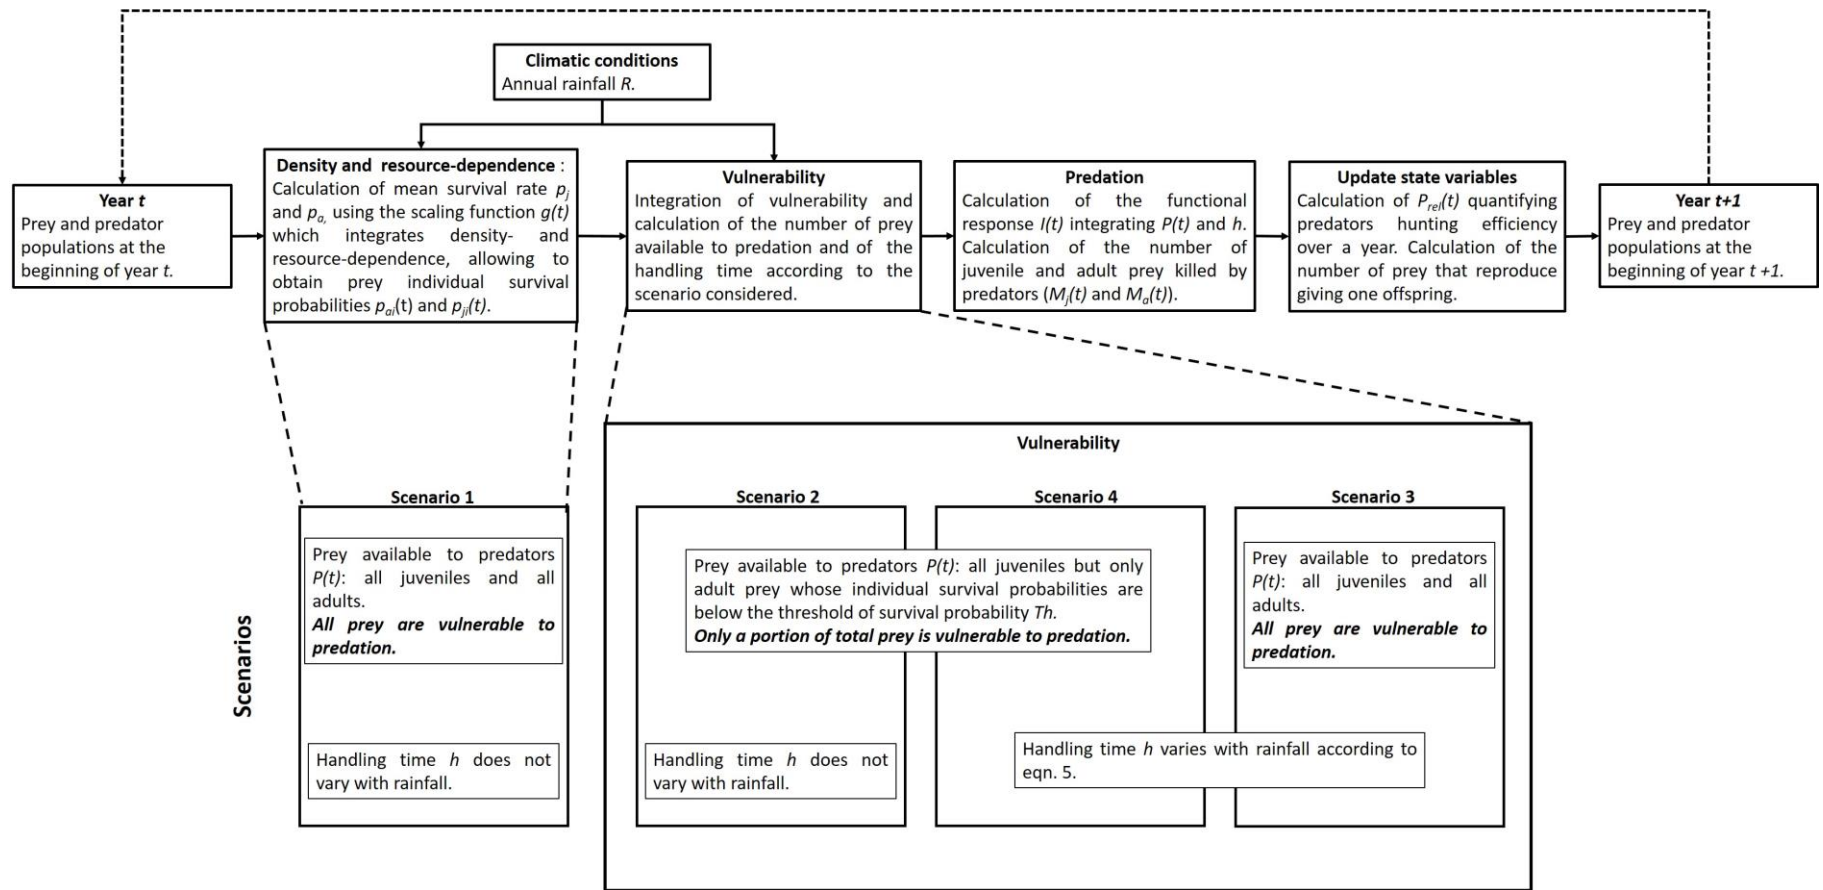 Climatic conditions
Annual rainfall R.
Year t
Prey and predator
populations at the
beginning of year t.
Density and resource-dependence :
Calculation of mean survival rate pj
and pa, using the scaling function g(t)
which integrates density- and
resource-dependence, allowing to
obtain prey individual survival
probabilities pai(t) and pji(t).
Vulnerability
Integration of vulnerability and
calculation of the number of prey
available to predation and of the
handling time according to the
scenario considered.
Predation
Calculation of the functional
response I(t) integrating P(t) and h.
Calculation of the number of
juvenile and adult prey killed by
predators (Mj(t) and Ma(t)).
Update state variables
Calculation of Prel(t) quantifying
predators hunting efficiency
over a year. Calculation of the
number of prey that reproduce
giving one offspring.
Year t+1
Prey and predator
populations at the
beginning of year t +1.
Vulnerability
Scenarios
Scenario 1
Prey available to predators
P(t): all juveniles and all
adults.
All prey are vulnerable to
predation.
Handling time h does not
vary with rainfall.
Scenario 2
Scenario 4
Prey available to predators P(t): all juveniles but only
adult prey whose individual survival probabilities are
below the threshold of survival probability Th.
Only a portion of total prey is vulnerable to predation.
Handling time h does not
vary with rainfall.
Scenario 3
Prey available to predators
P(t): all juveniles and all
adults.
All prey are vulnerable to
predation.
Handling time h varies with rainfall according to
eqn. 5.